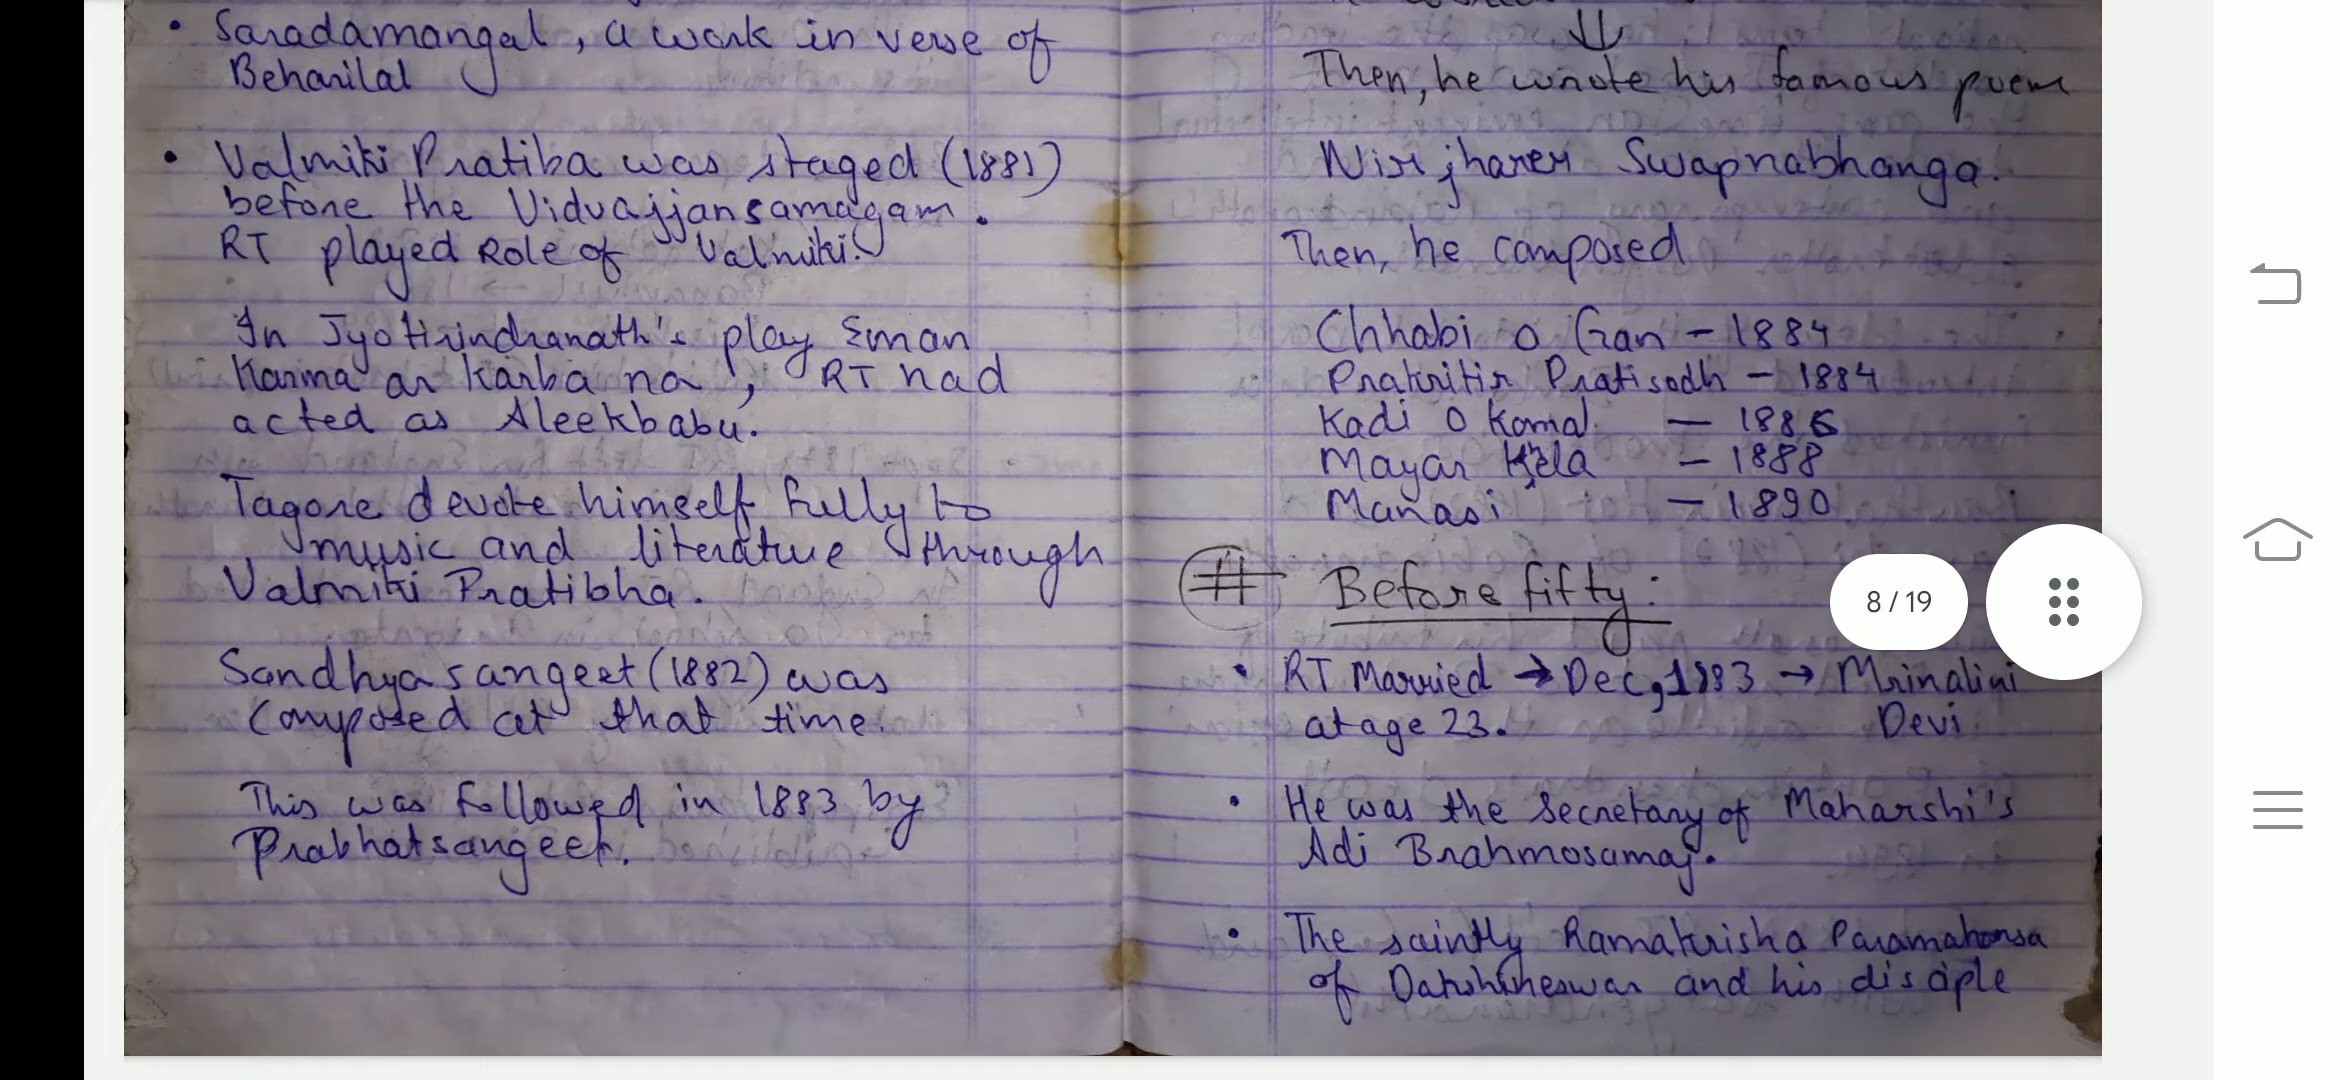 • Saradamangal, a work in verse of
Beharilal
• Valmiki Pratiba was staged (1881)
before the Vidvajjansamagam.
RT played Role of Valmiki.
In Jyotirindranath's play Eman
Karma ar Karba na, RT had
acted as Aleekbabu.
Tagore devote himself fully to
music and literature through
Valmiki Pratibha.
Sandhyasangeet (1882) was
Composed at that time.
This was followed in 1883 by
Prabhatsangeet.
Then, he wrote his famous poem
Nirjharer Swapnabhanga.
Then, he composed
Chhabi o Gan - 1884
Prakritir Pratisodh - 1884
Kadi O Komal - 1886
Mayar Kela - 1888
Manasi - 1890
# Before fifty:
• RT Married → Dec, 1883 → Mrinalini
at age 23. Devi
• He was the Secretary of Maharshi's
Adi Brahmosamaj.
• The saintly Ramakrisha Paramahansa
of Dakshineswar and his disciple
8 / 19